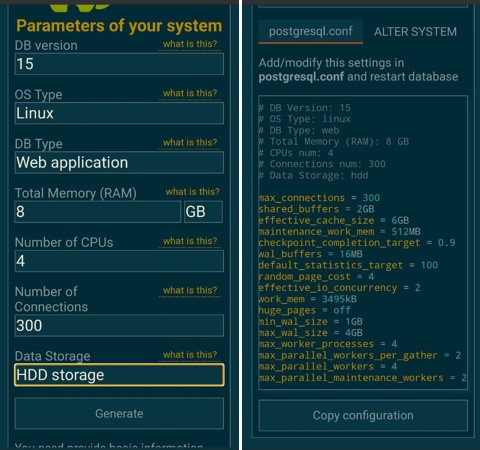 Parameters of your system
DB version what is this?
15
OS Type what is this?
Linux
DB Type what is this?
Web application
Total Memory (RAM) what is this?
8 GB
Number of CPUs what is this?
4
Number of what is this?
Connections
300
Data Storage what is this?
HDD storage
Generate
You need provide basic information
postgresql.conf ALTER SYSTEM
Add/modify this settings in
postgresql.conf and restart database
# DB Version: 15
# OS Type: linux
# DB Type: web
# Total Memory (RAM): 8 GB
# CPUs num: 4
# Connections num: 300
# Data Storage: hdd
max_connections = 300
shared_buffers = 2GB
effective_cache_size = 6GB
maintenance_work_mem = 512MB
checkpoint_completion_target = 0.9
wal_buffers = 16MB
default_statistics_target = 100
random_page_cost = 4
effective_io_concurrency = 2
work_mem = 3495kB
huge_pages = off
min_wal_size = 1GB
max_wal_size = 4GB
max_worker_processes = 4
max_parallel_workers_per_gather = 2
max_parallel_workers = 4
max_parallel_maintenance_workers = 2
Copy configuration